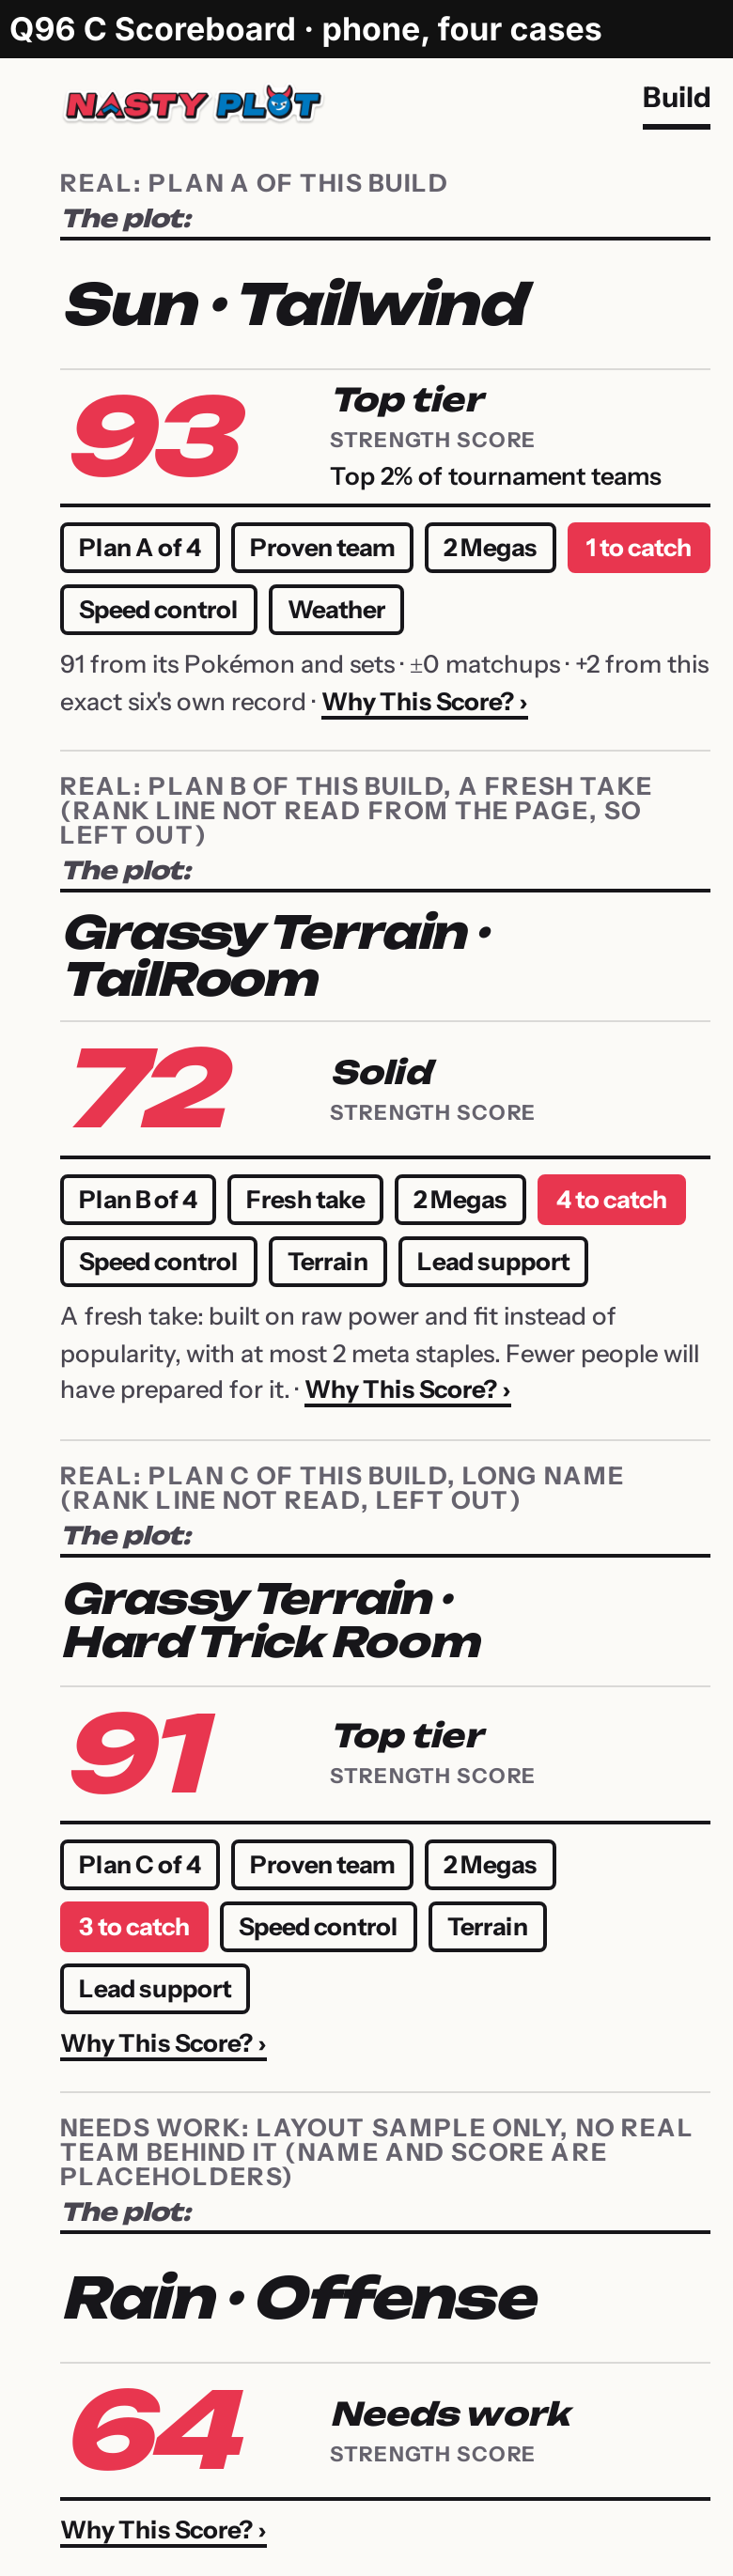 Q96 C Scoreboard · phone, four cases
NASTY PLOT
Build
REAL: PLAN A OF THIS BUILD
The plot:
Sun · Tailwind
93
Top tier
STRENGTH SCORE
Top 2% of tournament teams
Plan A of 4
Proven team
2 Megas
1 to catch
Speed control
Weather
91 from its Pokémon and sets · ±0 matchups · +2 from this
exact six's own record · Why This Score? ›
REAL: PLAN B OF THIS BUILD, A FRESH TAKE
(RANK LINE NOT READ FROM THE PAGE, SO
LEFT OUT)
The plot:
Grassy Terrain ·
TailRoom
72
Solid
STRENGTH SCORE
Plan B of 4
Fresh take
2 Megas
4 to catch
Speed control
Terrain
Lead support
A fresh take: built on raw power and fit instead of
popularity, with at most 2 meta staples. Fewer people will
have prepared for it. · Why This Score? ›
REAL: PLAN C OF THIS BUILD, LONG NAME
(RANK LINE NOT READ, LEFT OUT)
The plot:
Grassy Terrain ·
Hard Trick Room
91
Top tier
STRENGTH SCORE
Plan C of 4
Proven team
2 Megas
3 to catch
Speed control
Terrain
Lead support
Why This Score? ›
NEEDS WORK: LAYOUT SAMPLE ONLY, NO REAL
TEAM BEHIND IT (NAME AND SCORE ARE
PLACEHOLDERS)
The plot:
Rain · Offense
64
Needs work
STRENGTH SCORE
Why This Score? ›